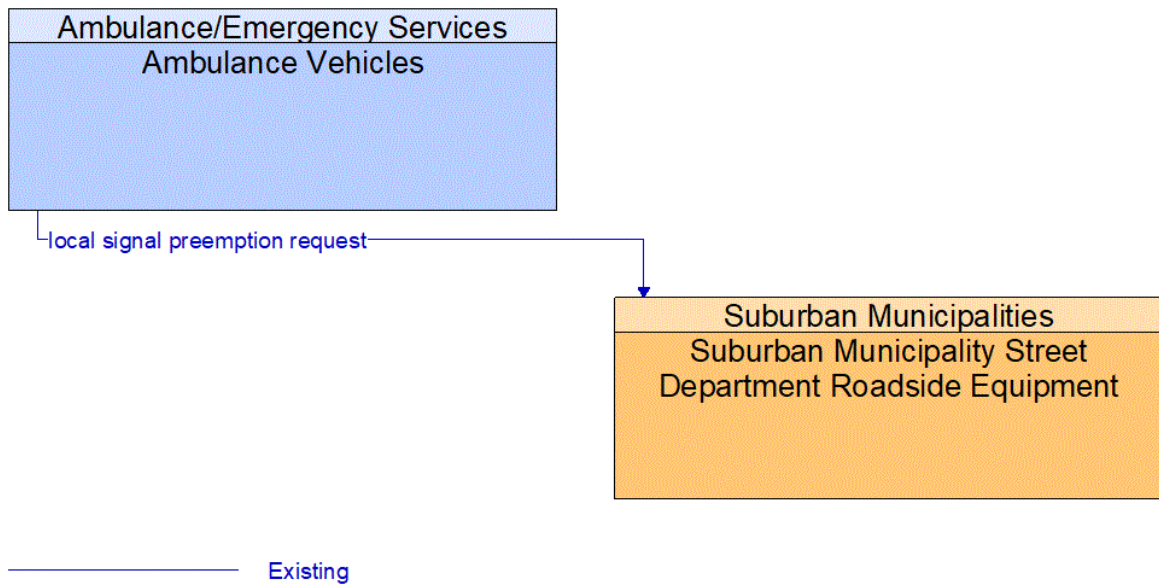 Ambulance/Emergency Services
Ambulance Vehicles
local signal preemption request
Suburban Municipalities
Suburban Municipality Street
Department Roadside Equipment
Existing